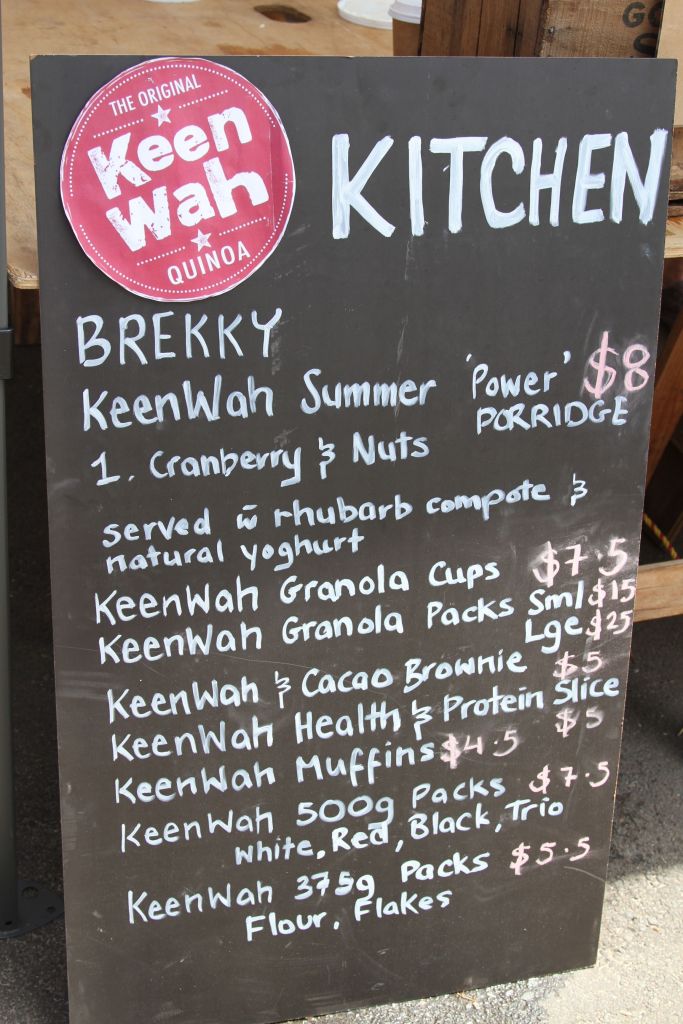 THE ORIGINAL
Keen
Wah
QUINOA
KITCHEN
BREKKY
KeenWah Summer 'Power' $8
PORRIDGE
1. Cranberry & Nuts
served w rhubarb compote &
natural yoghurt
KeenWah Granola Cups $7.5
KeenWah Granola Packs Sml $15
Lge $25
KeenWah & Cacao Brownie $5
KeenWah Health & Protein Slice
$5
KeenWah Muffins $4.5
KeenWah 500g Packs $7.5
White, Red, Black, Trio
KeenWah 375g Packs $5.5
Flour, Flakes